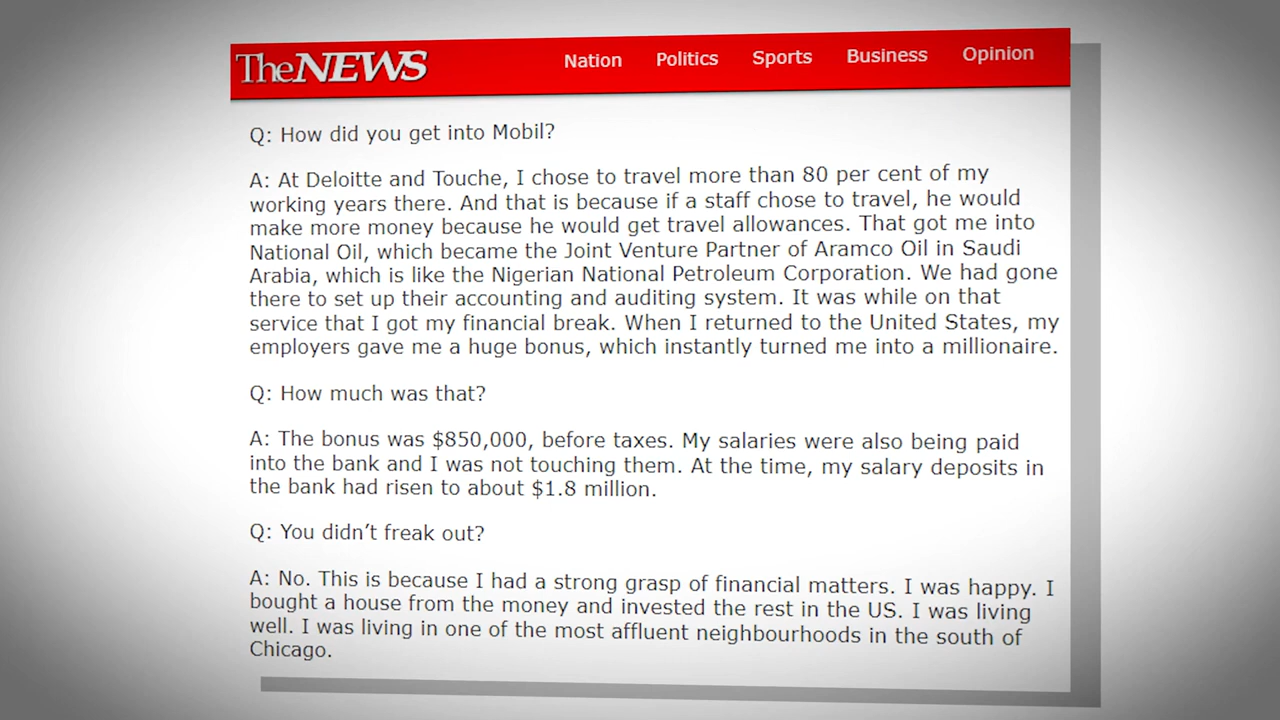 TheNEWS
Nation Politics Sports Business Opinion
Q: How did you get into Mobil?
A: At Deloitte and Touche, I chose to travel more than 80 per cent of my
working years there. And that is because if a staff chose to travel, he would
make more money because he would get travel allowances. That got me into
National Oil, which became the Joint Venture Partner of Aramco Oil in Saudi
Arabia, which is like the Nigerian National Petroleum Corporation. We had gone
there to set up their accounting and auditing system. It was while on that
service that I got my financial break. When I returned to the United States, my
employers gave me a huge bonus, which instantly turned me into a millionaire.
Q: How much was that?
A: The bonus was $850,000, before taxes. My salaries were also being paid
into the bank and I was not touching them. At the time, my salary deposits in
the bank had risen to about $1.8 million.
Q: You didn’t freak out?
A: No. This is because I had a strong grasp of financial matters. I was happy. I
bought a house from the money and invested the rest in the US. I was living
well. I was living in one of the most affluent neighbourhoods in the south of
Chicago.